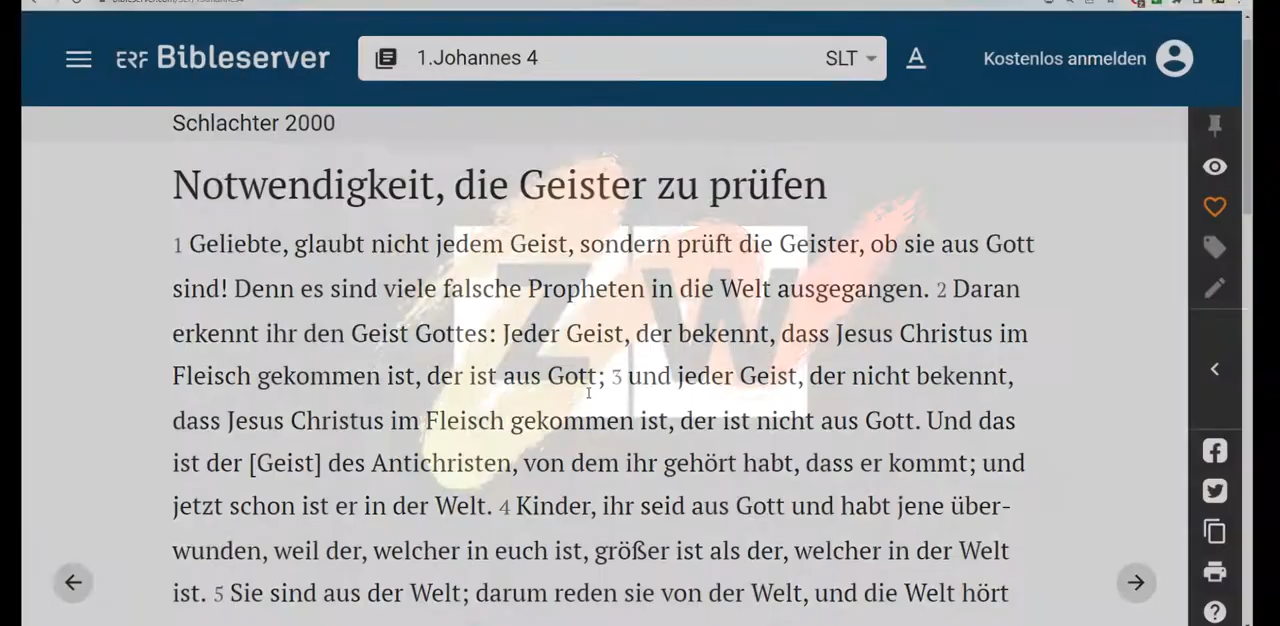 ERF Bibleserver
1.Johannes 4
SLT
A
Kostenlos anmelden
Schlachter 2000
Notwendigkeit, die Geister zu prüfen
1 Geliebte, glaubt nicht jedem Geist, sondern prüft die Geister, ob sie aus Gott
sind! Denn es sind viele falsche Propheten in die Welt ausgegangen. 2 Daran
erkennt ihr den Geist Gottes: Jeder Geist, der bekennt, dass Jesus Christus im
Fleisch gekommen ist, der ist aus Gott; 3 und jeder Geist, der nicht bekennt,
dass Jesus Christus im Fleisch gekommen ist, der ist nicht aus Gott. Und das
ist der [Geist] des Antichristen, von dem ihr gehört habt, dass er kommt; und
jetzt schon ist er in der Welt. 4 Kinder, ihr seid aus Gott und habt jene über-
wunden, weil der, welcher in euch ist, größer ist als der, welcher in der Welt
ist. 5 Sie sind aus der Welt; darum reden sie von der Welt, und die Welt hört
ZW